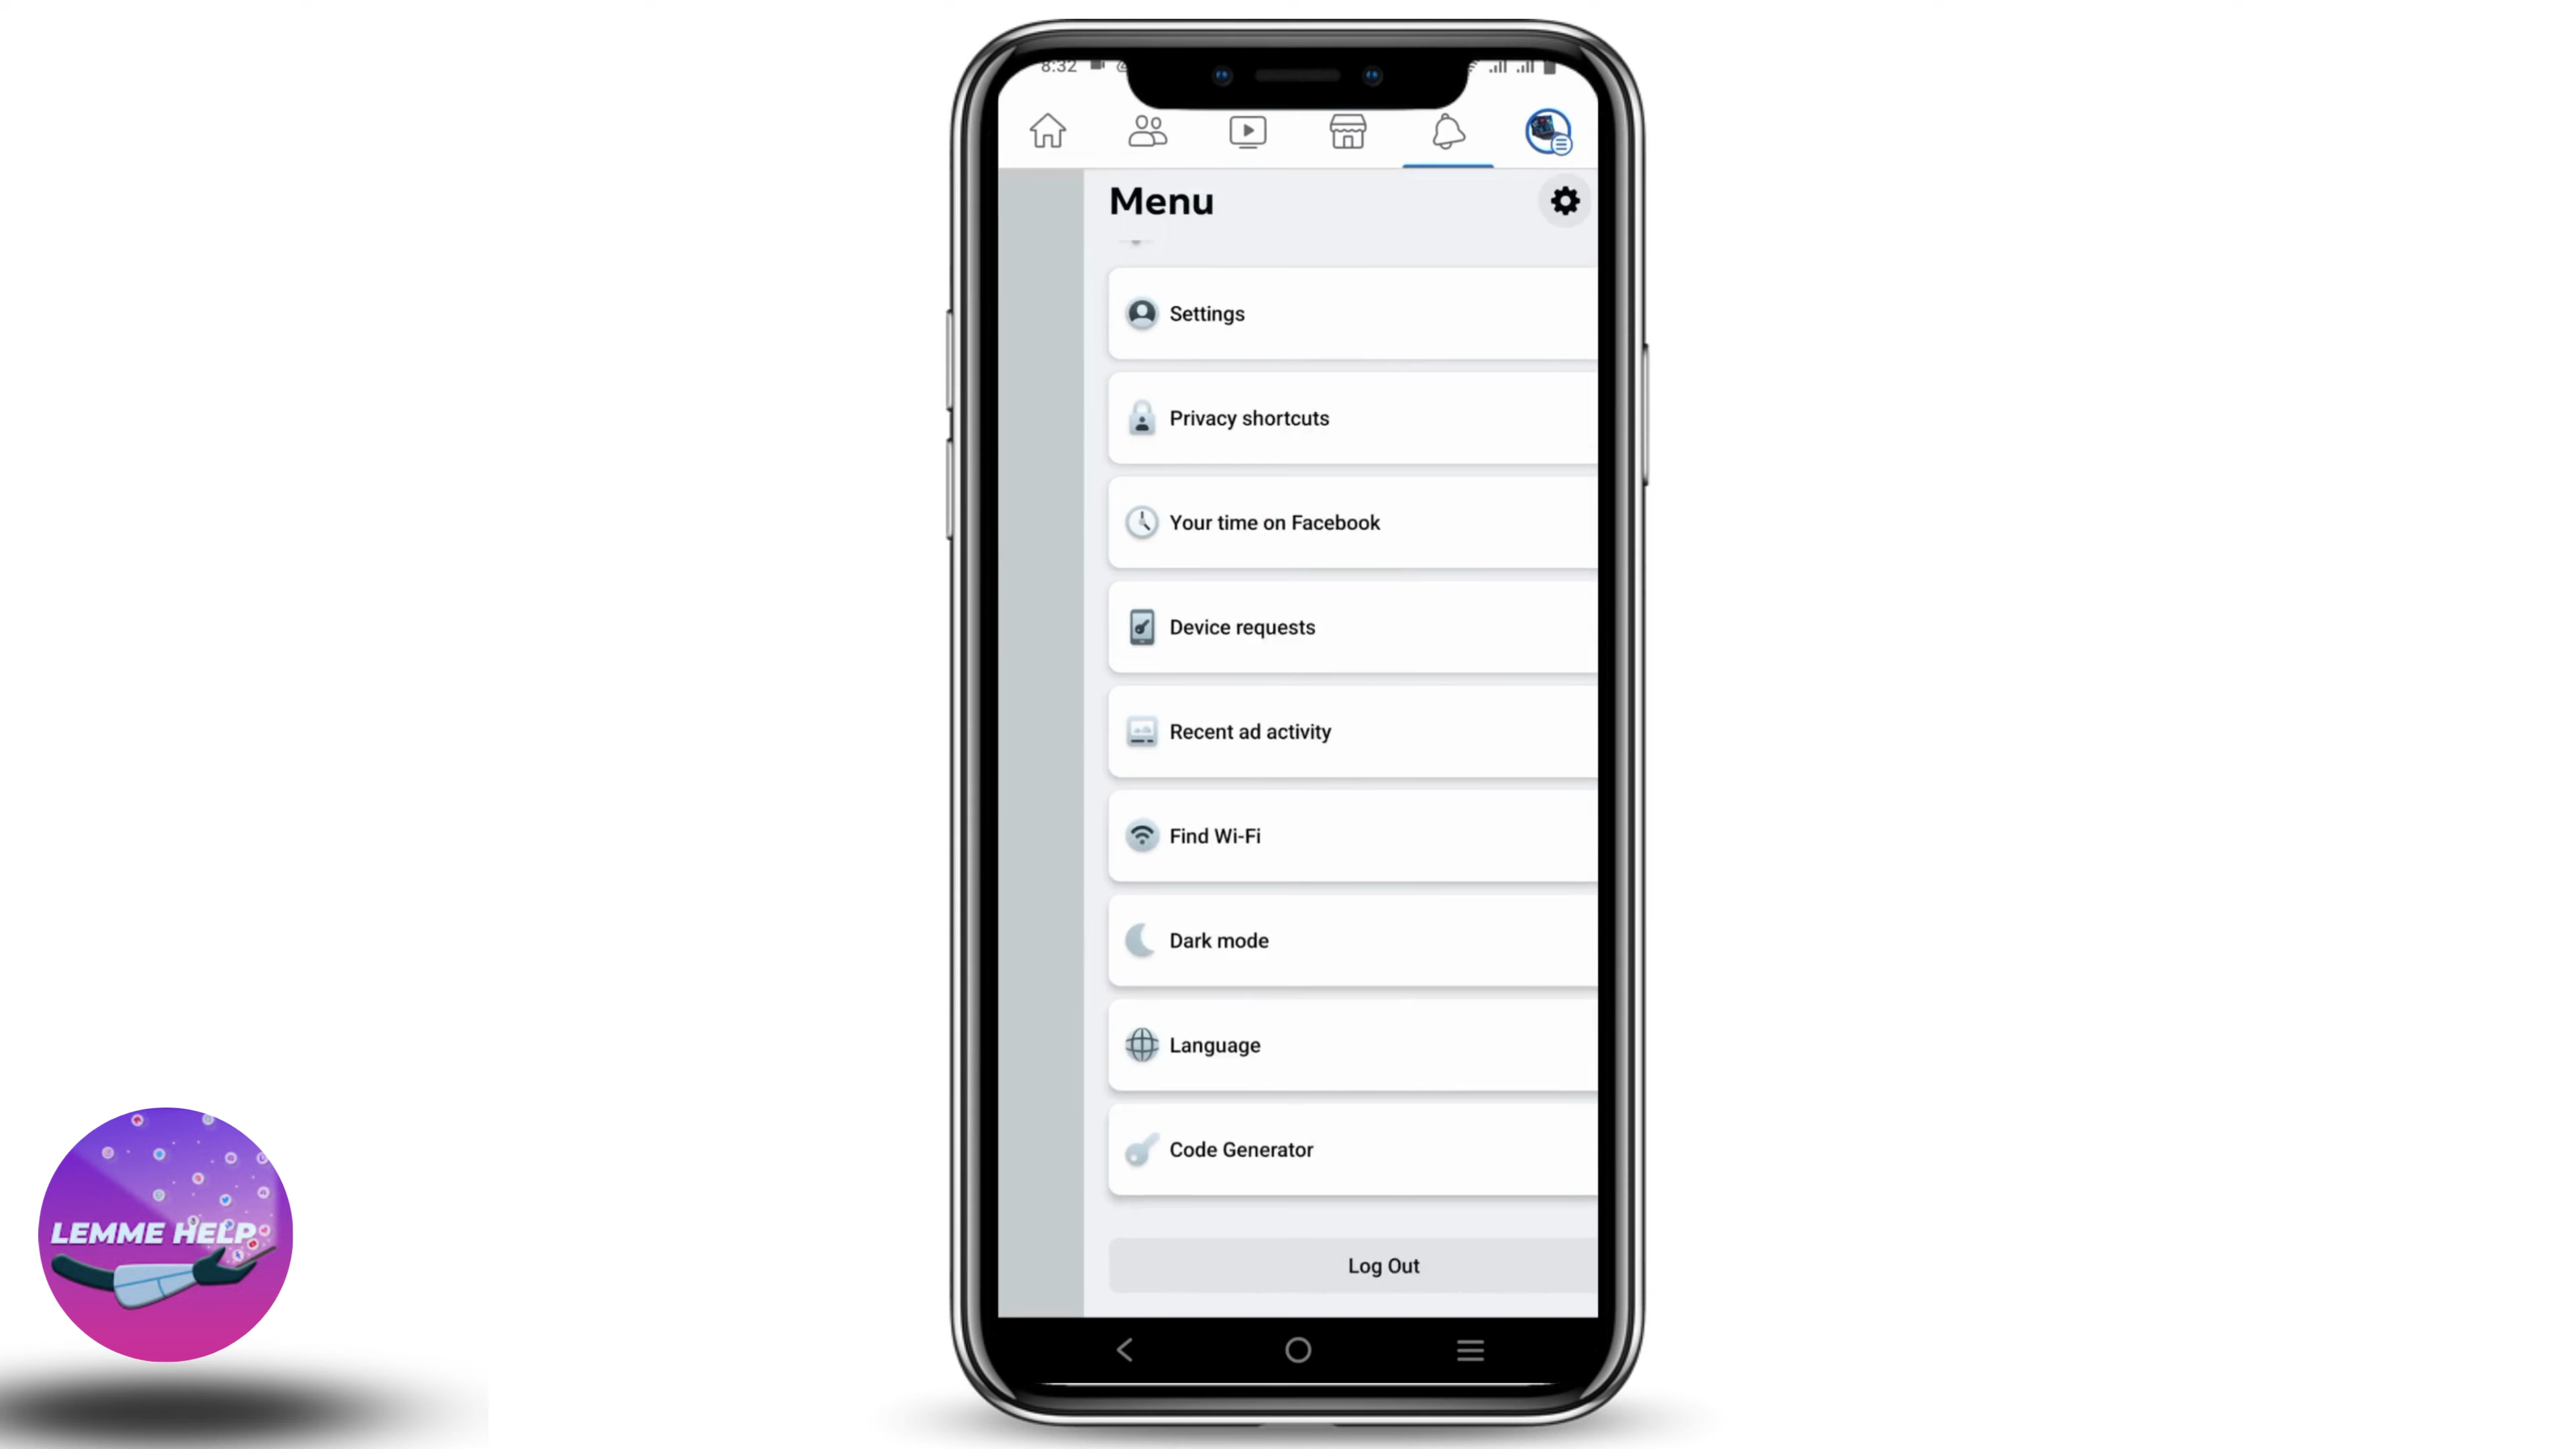 8:32
Menu
Settings
Privacy shortcuts
Your time on Facebook
Device requests
Recent ad activity
Find Wi-Fi
Dark mode
Language
Code Generator
Log Out
LEMME HELP